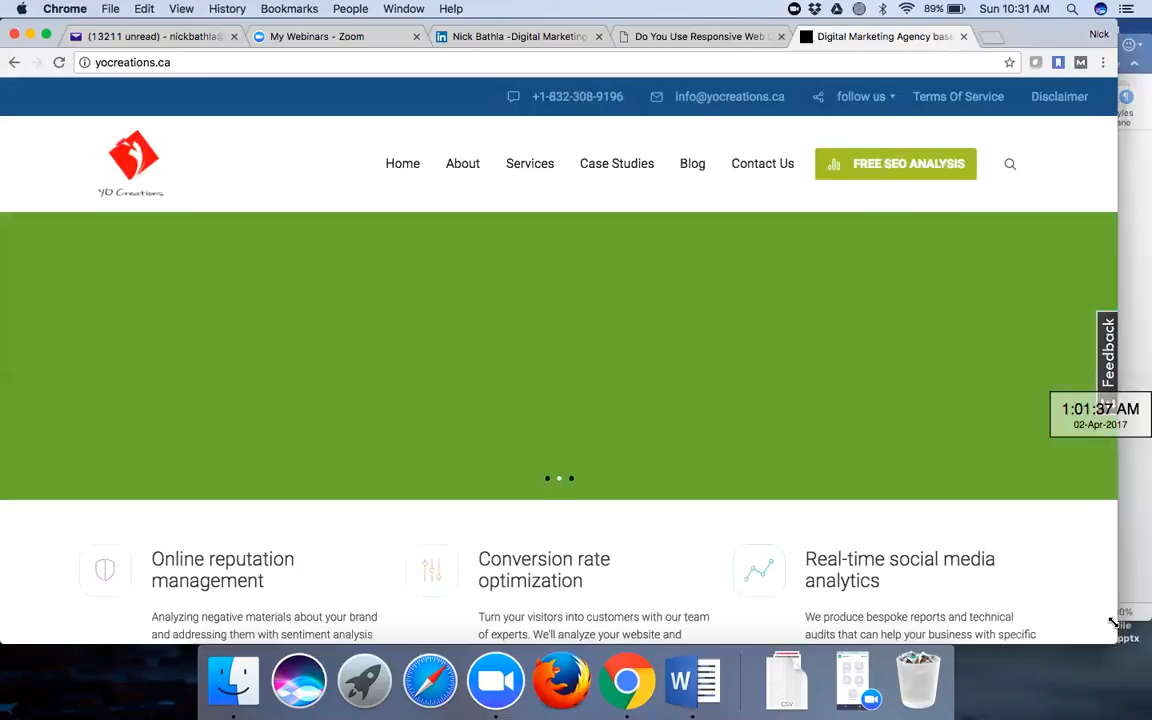 Chrome File Edit View History Bookmarks People Window Help 89% Sun 10:31 AM
(13211 unread) - nickbathla@ My Webinars - Zoom Nick Bathla -Digital Marketing Do You Use Responsive Web Digital Marketing Agency base Nick
yocreations.ca
+1-832-308-9196 info@yocreations.ca follow us Terms Of Service Disclaimer
YD Creations
Home About Services Case Studies Blog Contact Us FREE SEO ANALYSIS
Feedback
1:01:37 AM
02-Apr-2017
Online reputation
management
Analyzing negative materials about your brand
and addressing them with sentiment analysis
Conversion rate
optimization
Turn your visitors into customers with our team
of experts. We'll analyze your website and
Real-time social media
analytics
We produce bespoke reports and technical
audits that can help your business with specific
pptx
W
CSV